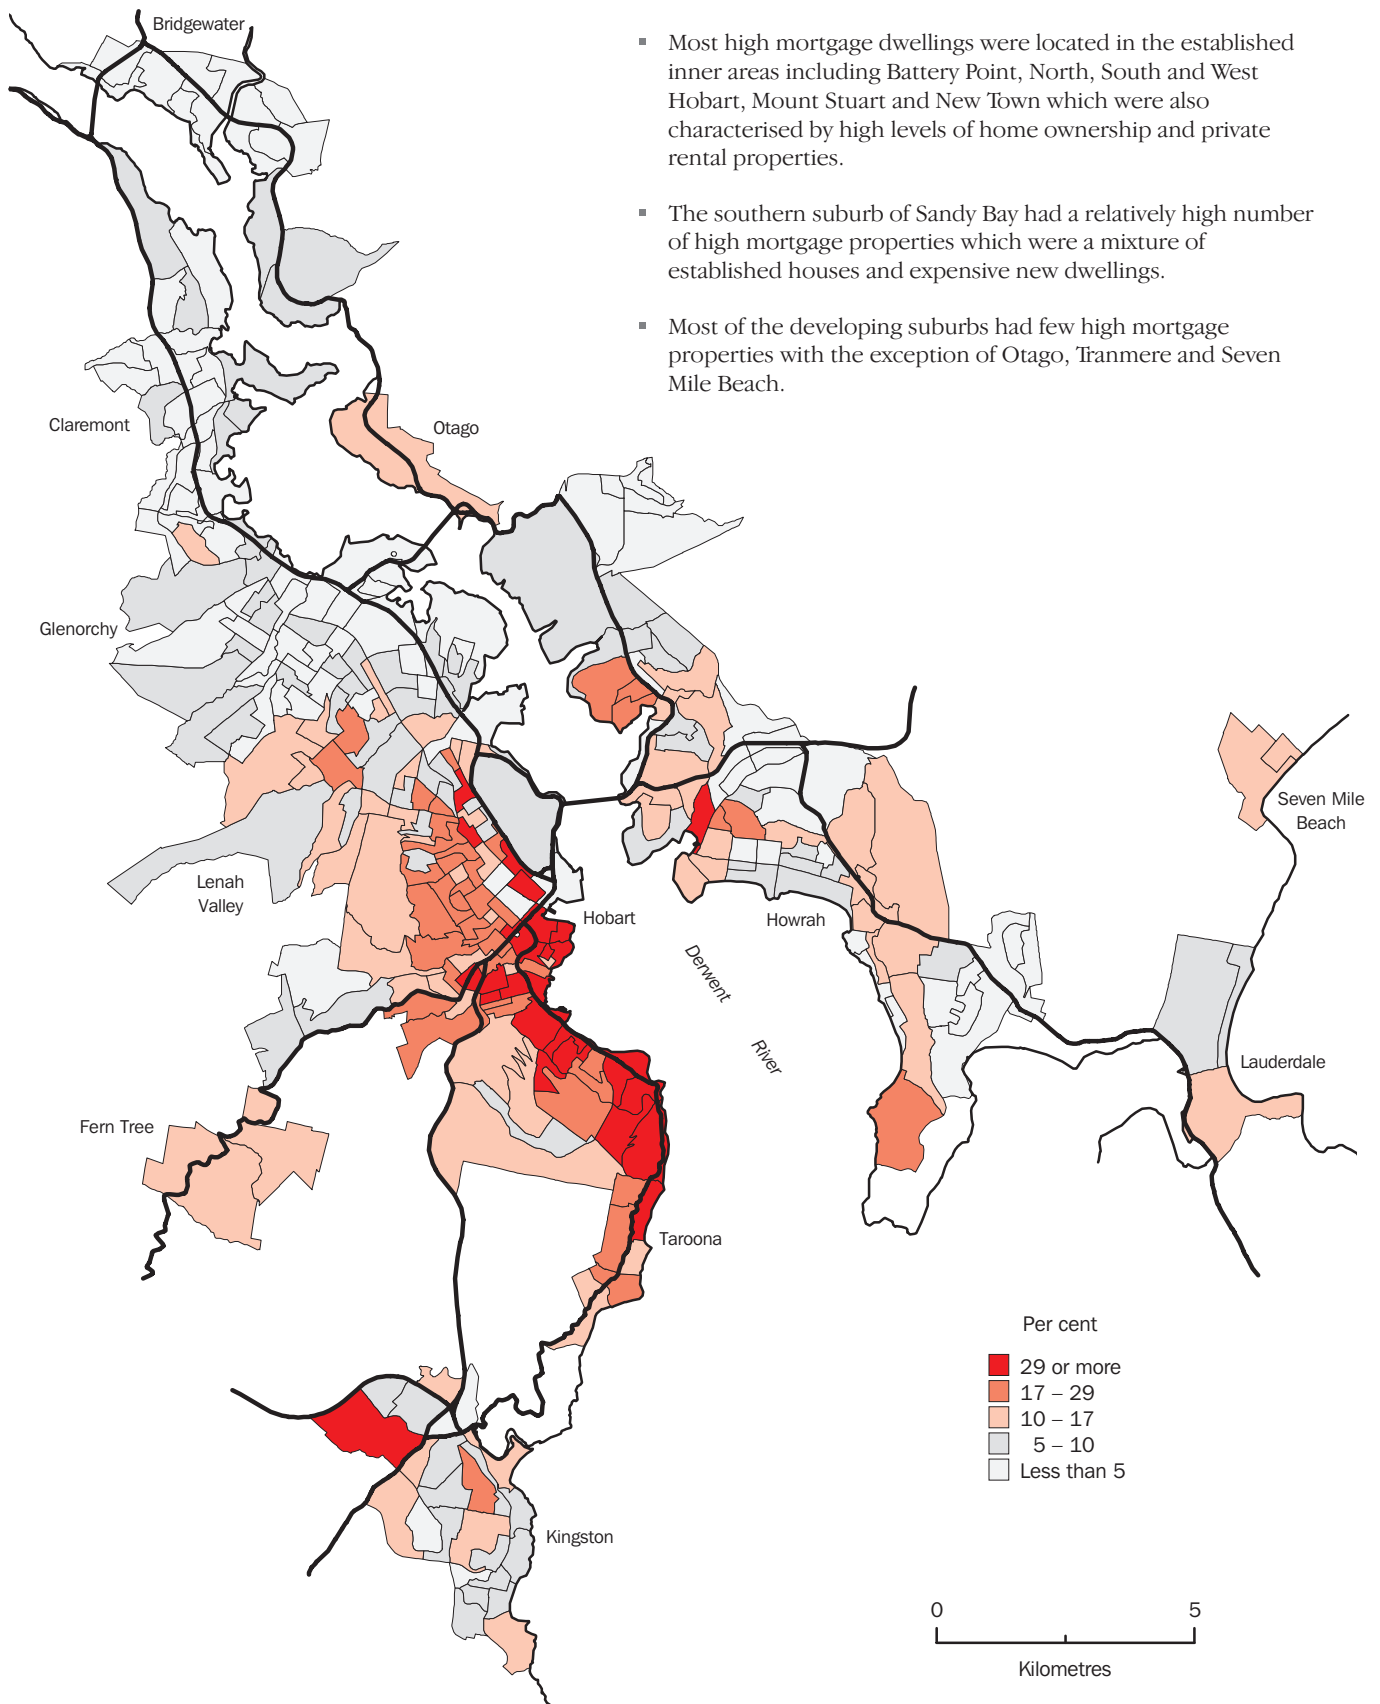 Bridgewater
▪ Most high mortgage dwellings were located in the established
inner areas including Battery Point, North, South and West
Hobart, Mount Stuart and New Town which were also
characterised by high levels of home ownership and private
rental properties.
▪ The southern suburb of Sandy Bay had a relatively high number
of high mortgage properties which were a mixture of
established houses and expensive new dwellings.
▪ Most of the developing suburbs had few high mortgage
properties with the exception of Otago, Tranmere and Seven
Mile Beach.
Claremont
Otago
Glenorchy
Seven Mile
Beach
Lenah
Valley
Hobart
Howrah
Derwent
River
Lauderdale
Fern Tree
Taroona
Per cent
29 or more
17 – 29
10 – 17
5 – 10
Less than 5
Kingston
0 5
Kilometres